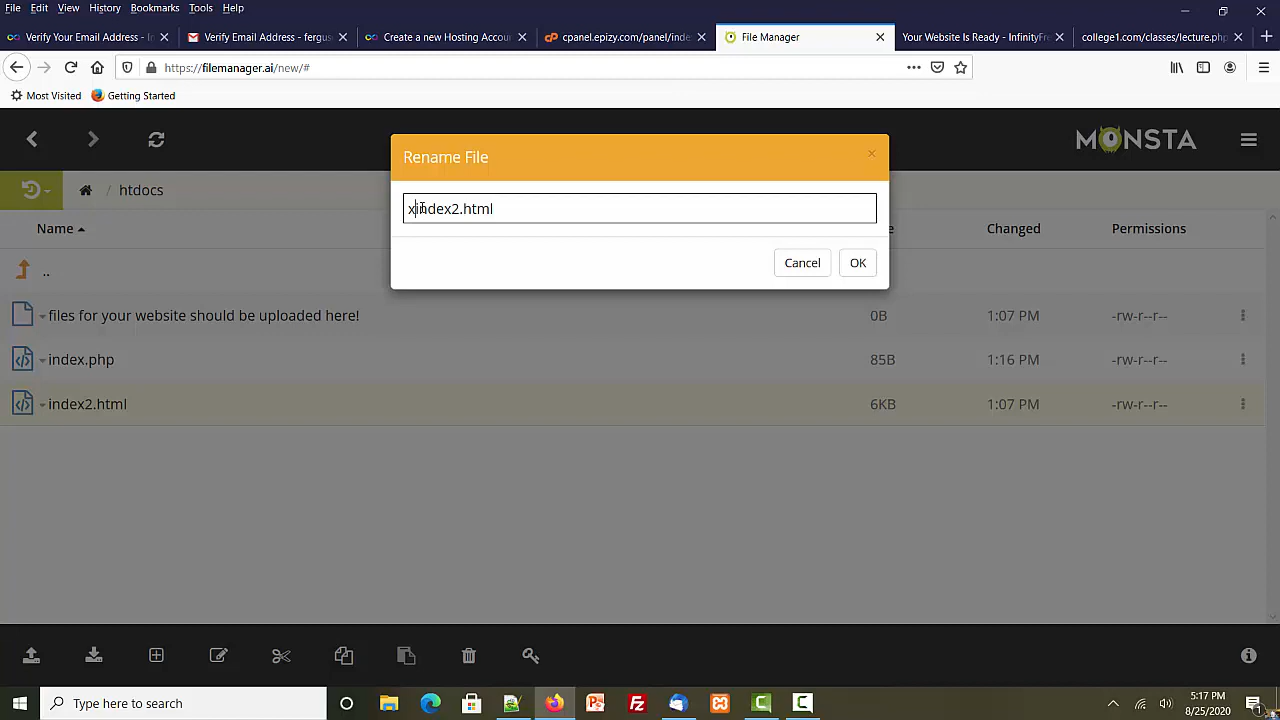 File Edit View History Bookmarks Tools Help
Verify Your Email Address - In
Verify Email Address - fergus
Create a new Hosting Accoun
cpanel.epizy.com/panel/inde
File Manager
Your Website Is Ready - InfinityFre
college1.com/classes/lecture.php
https://filemanager.ai/new/#
Most Visited Getting Started
MONSTA
Rename File
htdocs
xindex2.html
Name Changed Permissions
Cancel OK
..
files for your website should be uploaded here! 0B 1:07 PM -rw-r--r--
index.php 85B 1:16 PM -rw-r--r--
index2.html 6KB 1:07 PM -rw-r--r--
Type here to search
5:17 PM
8/25/2020